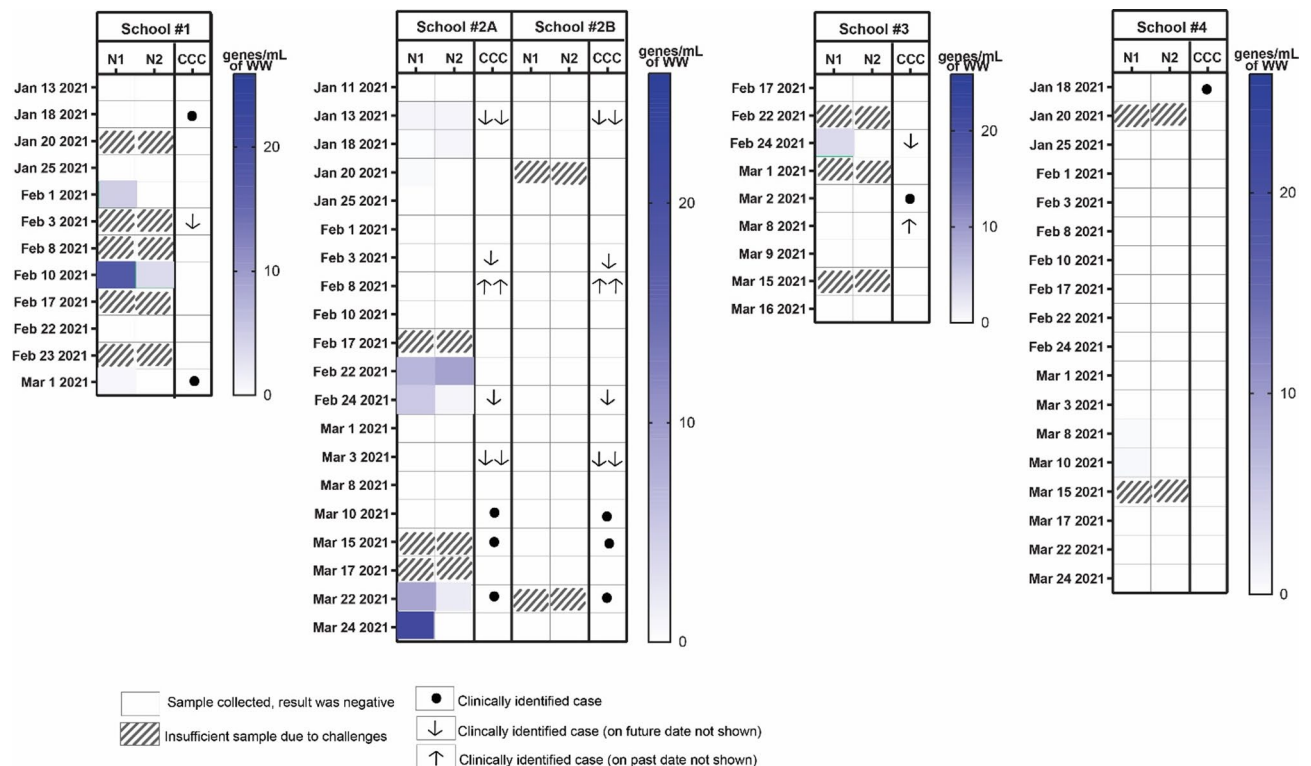 School #1
N1 N2 CCC
genes/mL
of WW
Jan 13 2021
Jan 18 2021
Jan 20 2021
Jan 25 2021
Feb 1 2021
Feb 3 2021
Feb 8 2021
Feb 10 2021
Feb 17 2021
Feb 22 2021
Feb 23 2021
Mar 1 2021
20
10
0
School #2A School #2B
N1 N2 CCC N1 N2 CCC
genes/mL
of WW
Jan 11 2021
Jan 13 2021
Jan 18 2021
Jan 20 2021
Jan 25 2021
Feb 1 2021
Feb 3 2021
Feb 8 2021
Feb 10 2021
Feb 17 2021
Feb 22 2021
Feb 24 2021
Mar 1 2021
Mar 3 2021
Mar 8 2021
Mar 10 2021
Mar 15 2021
Mar 17 2021
Mar 22 2021
Mar 24 2021
20
10
0
School #3
N1 N2 CCC
genes/mL
of WW
Feb 17 2021
Feb 22 2021
Feb 24 2021
Mar 1 2021
Mar 2 2021
Mar 8 2021
Mar 9 2021
Mar 15 2021
Mar 16 2021
20
10
0
School #4
N1 N2 CCC
genes/mL
of WW
Jan 18 2021
Jan 20 2021
Jan 25 2021
Feb 1 2021
Feb 3 2021
Feb 8 2021
Feb 10 2021
Feb 17 2021
Feb 22 2021
Feb 24 2021
Mar 1 2021
Mar 3 2021
Mar 8 2021
Mar 10 2021
Mar 15 2021
Mar 17 2021
Mar 22 2021
Mar 24 2021
20
10
0
Sample collected, result was negative
Insufficient sample due to challenges
Clinically identified case
Clincally identified case (on future date not shown)
Clinically identified case (on past date not shown)